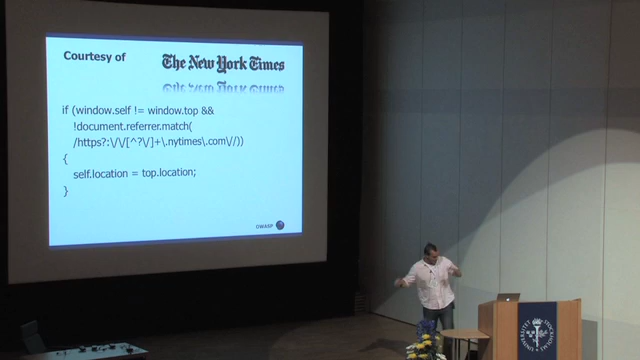 Courtesy of
The New York Times
if (window.self != window.top &&
!document.referrer.match(
/https?:\/\/[^?\/]+\.nytimes\.com\//))
{
self.location = top.location;
}
OWASP